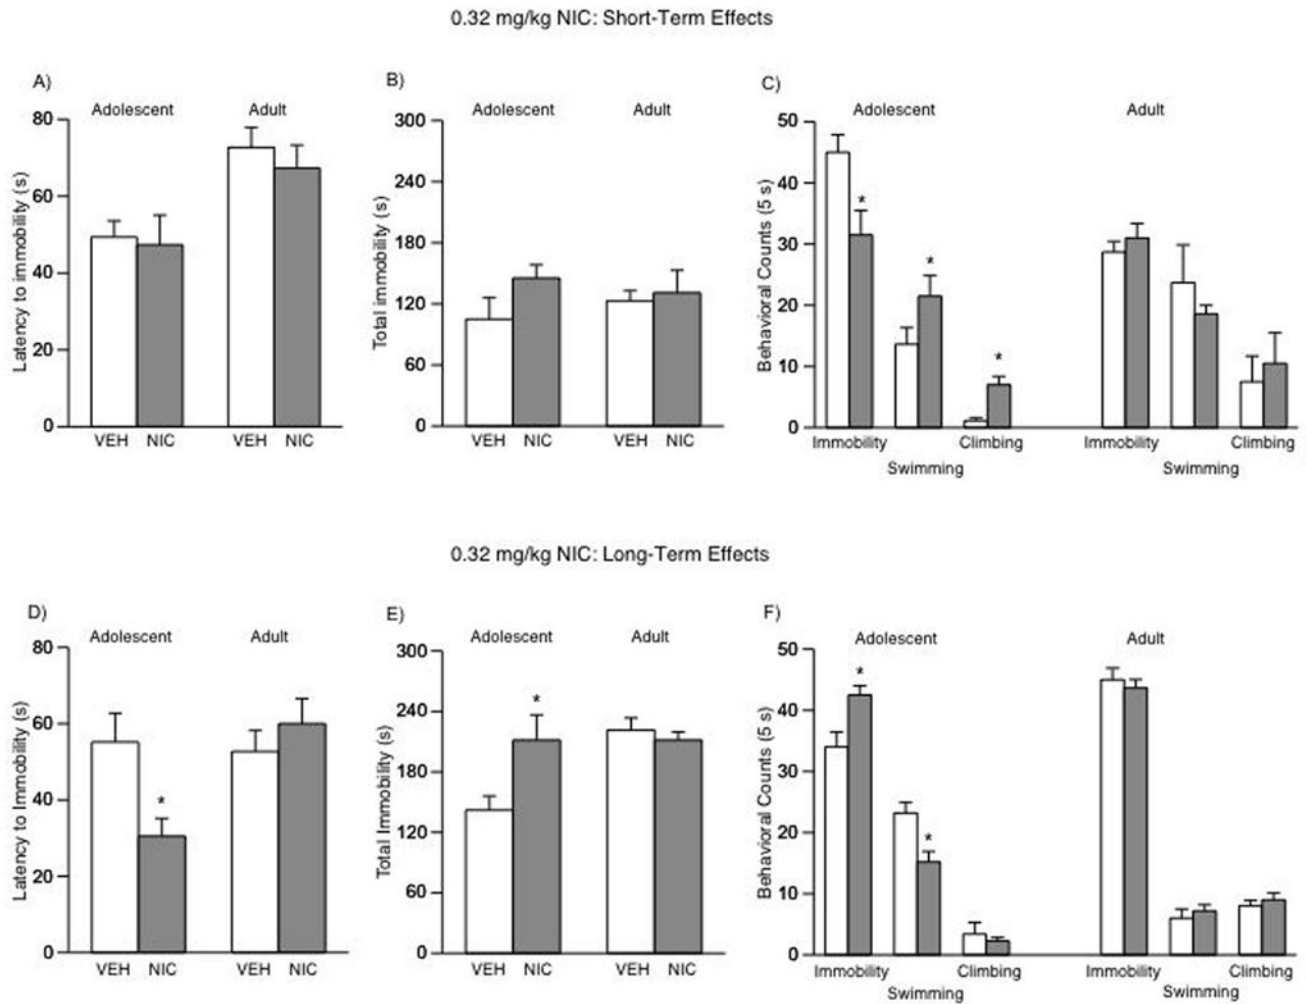 0.32 mg/kg NIC: Short-Term Effects
A)
Adolescent Adult
Latency to immobility (s)
80
60
40
20
0
VEH NIC VEH NIC
B)
Adolescent Adult
Total immobility (s)
300
240
180
120
60
0
VEH NIC VEH NIC
C)
Adolescent Adult
Behavioral Counts (5 s)
50
40
30
20
10
0
* * *
Immobility Climbing Immobility Climbing
Swimming Swimming
0.32 mg/kg NIC: Long-Term Effects
D)
Adolescent Adult
Latency to Immobility (s)
80
60
40
20
0
*
VEH NIC VEH NIC
E)
Adolescent Adult
Total Immobility (s)
300
240
180
120
60
0
*
VEH NIC VEH NIC
F)
Adolescent Adult
Behavioral Counts (5 s)
50
40
30
20
10
0
* *
Immobility Climbing Immobility Climbing
Swimming Swimming